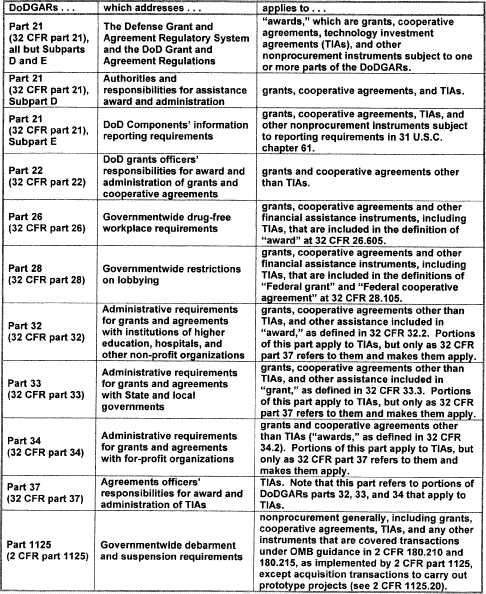 DoDGARs . . . which addresses . . . applies to . . .
Part 21
(32 CFR part 21),
all but Subparts
D and E
The Defense Grant and
Agreement Regulatory System
and the DoD Grant and
Agreement Regulations
“awards,” which are grants, cooperative
agreements, technology investment
agreements (TIAs), and other
nonprocurement instruments subject to
one or more parts of the DoDGARs.
Part 21
(32 CFR part 21),
Subpart D
Authorities and
responsibilities for assistance
award and administration
grants, cooperative agreements, and TIAs.
Part 21
(32 CFR part 21),
Subpart E
DoD Components’ information
reporting requirements
grants, cooperative agreements, TIAs, and
other nonprocurement instruments subject
to reporting requirements in 31 U.S.C.
chapter 61.
Part 22
(32 CFR part 22)
DoD grants officers’
responsibilities for award and
administration of grants and
cooperative agreements
grants and cooperative agreements other
than TIAs.
Part 26
(32 CFR part 26)
Governmentwide drug-free
workplace requirements
grants, cooperative agreements and other
financial assistance instruments, including
TIAs, that are included in the definition of
“award” at 32 CFR 26.605.
Part 28
(32 CFR part 28)
Governmentwide restrictions
on lobbying
grants, cooperative agreements and other
financial assistance instruments, including
TIAs, that are included in the definitions of
“Federal grant” and “Federal cooperative
agreement” at 32 CFR 28.105.
Part 32
(32 CFR part 32)
Administrative requirements
for grants and agreements
with institutions of higher
education, hospitals, and
other non-profit organizations
grants, cooperative agreements other than
TIAs, and other assistance included in
“award,” as defined in 32 CFR 32.2. Portions
of this part apply to TIAs, but only as 32 CFR
part 37 refers to them and makes them apply.
Part 33
(32 CFR part 33)
Administrative requirements
for grants and agreements
with State and local
governments
grants, cooperative agreements other than
TIAs, and other assistance included in
“grant,” as defined in 32 CFR 33.3. Portions
of this part apply to TIAs, but only as 32 CFR
part 37 refers to them and makes them apply.
Part 34
(32 CFR part 34)
Administrative requirements
for grants and agreements
with for-profit organizations
grants and cooperative agreements other
than TIAs (“awards,” as defined in 32 CFR
34.2). Portions of this part apply to TIAs, but
only as 32 CFR part 37 refers to them and
makes them apply.
Part 37
(32 CFR part 37)
Agreements officers’
responsibilities for award and
administration of TIAs
TIAs. Note that this part refers to portions of
DoDGARs parts 32, 33, and 34 that apply to
TIAs.
Part 1125
(2 CFR part 1125)
Governmentwide debarment
and suspension requirements
nonprocurement generally, including grants,
cooperative agreements, TIAs, and any other
instruments that are covered transactions
under OMB guidance in 2 CFR 180.210 and
180.215, as implemented by 2 CFR part 1125,
except acquisition transactions to carry out
prototype projects (see 2 CFR 1125.20).